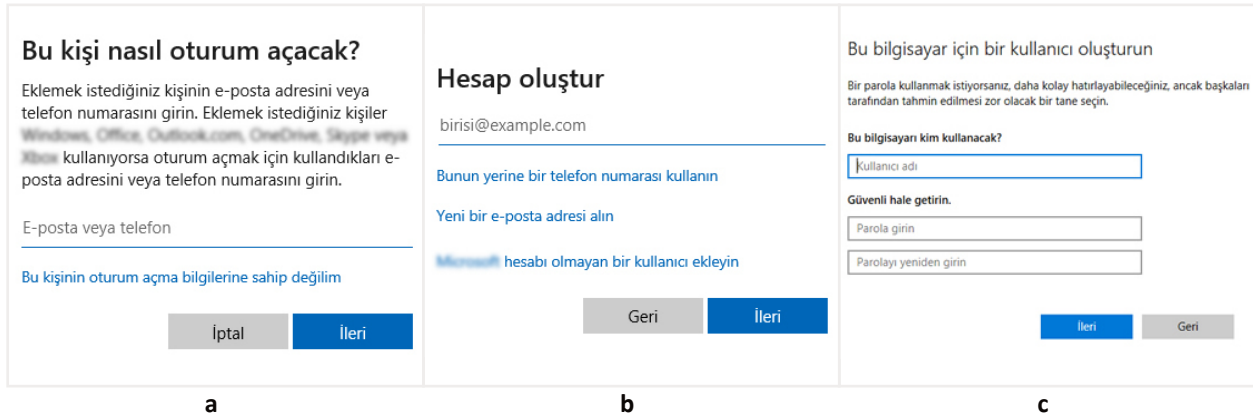 Bu kişi nasıl oturum açacak?
Eklemek istediğiniz kişinin e-posta adresini veya
telefon numarasını girin. Eklemek istediğiniz kişiler
kullanıyorsa oturum açmak için kullandıkları e-
posta adresini veya telefon numarasını girin.
E-posta veya telefon
Bu kişinin oturum açma bilgilerine sahip değilim
İptal
İleri
a
Hesap oluştur
birisi@example.com
Bunun yerine bir telefon numarası kullanın
Yeni bir e-posta adresi alın
hesabı olmayan bir kullanıcı ekleyin
Geri
İleri
b
Bu bilgisayar için bir kullanıcı oluşturun
Bir parola kullanmak istiyorsanız, daha kolay hatırlayabileceğiniz, ancak başkaları
tarafından tahmin edilmesi zor olacak bir tane seçin.
Bu bilgisayarı kim kullanacak?
Kullanıcı adı
Güvenli hale getirin.
Parola girin
Parolayı yeniden girin
İleri
Geri
c